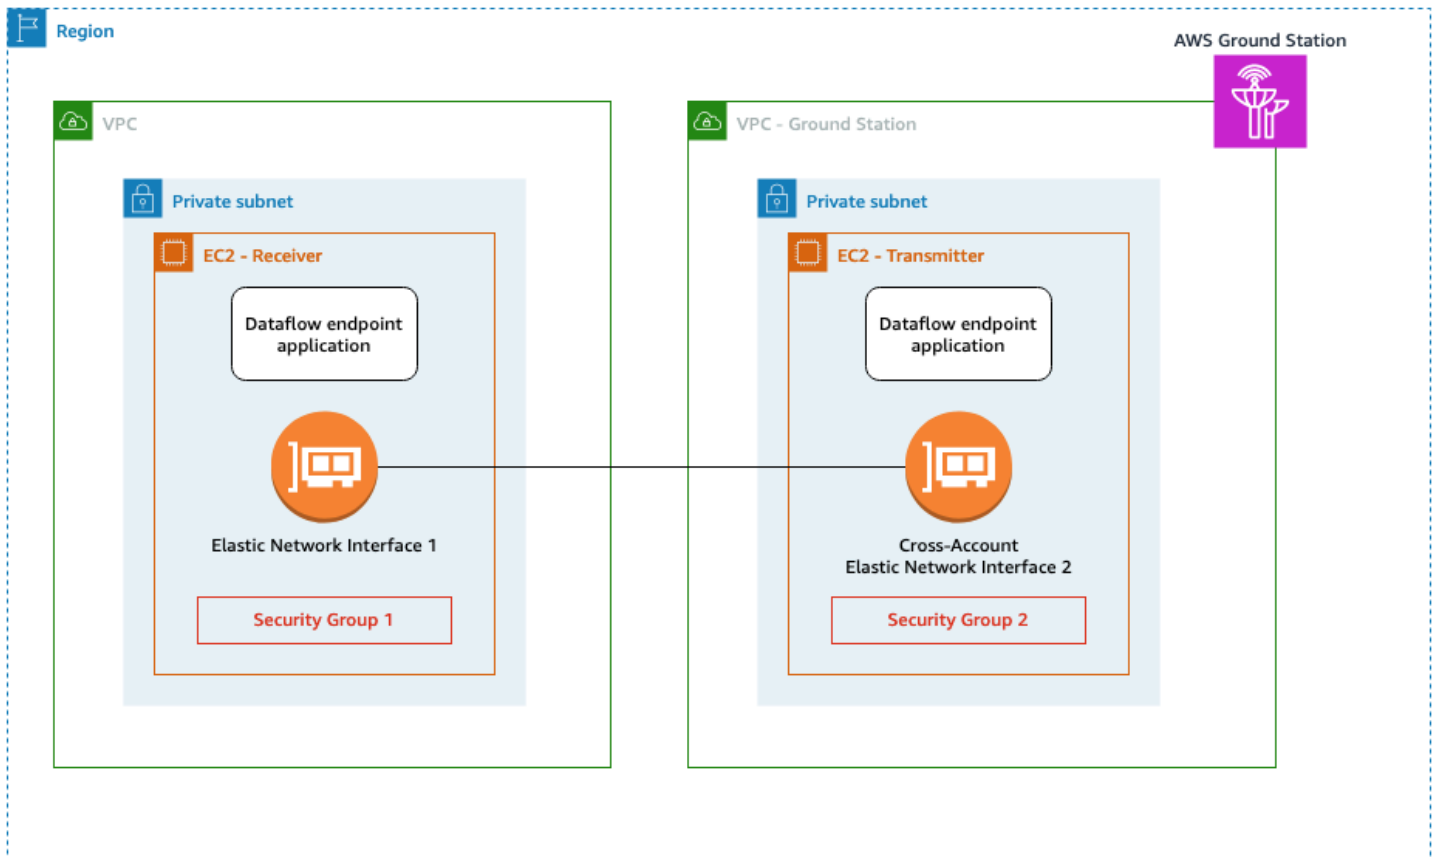 Region
AWS Ground Station
VPC
Private subnet
EC2 - Receiver
Dataflow endpoint
application
Elastic Network Interface 1
Security Group 1
VPC - Ground Station
Private subnet
EC2 - Transmitter
Dataflow endpoint
application
Cross-Account
Elastic Network Interface 2
Security Group 2